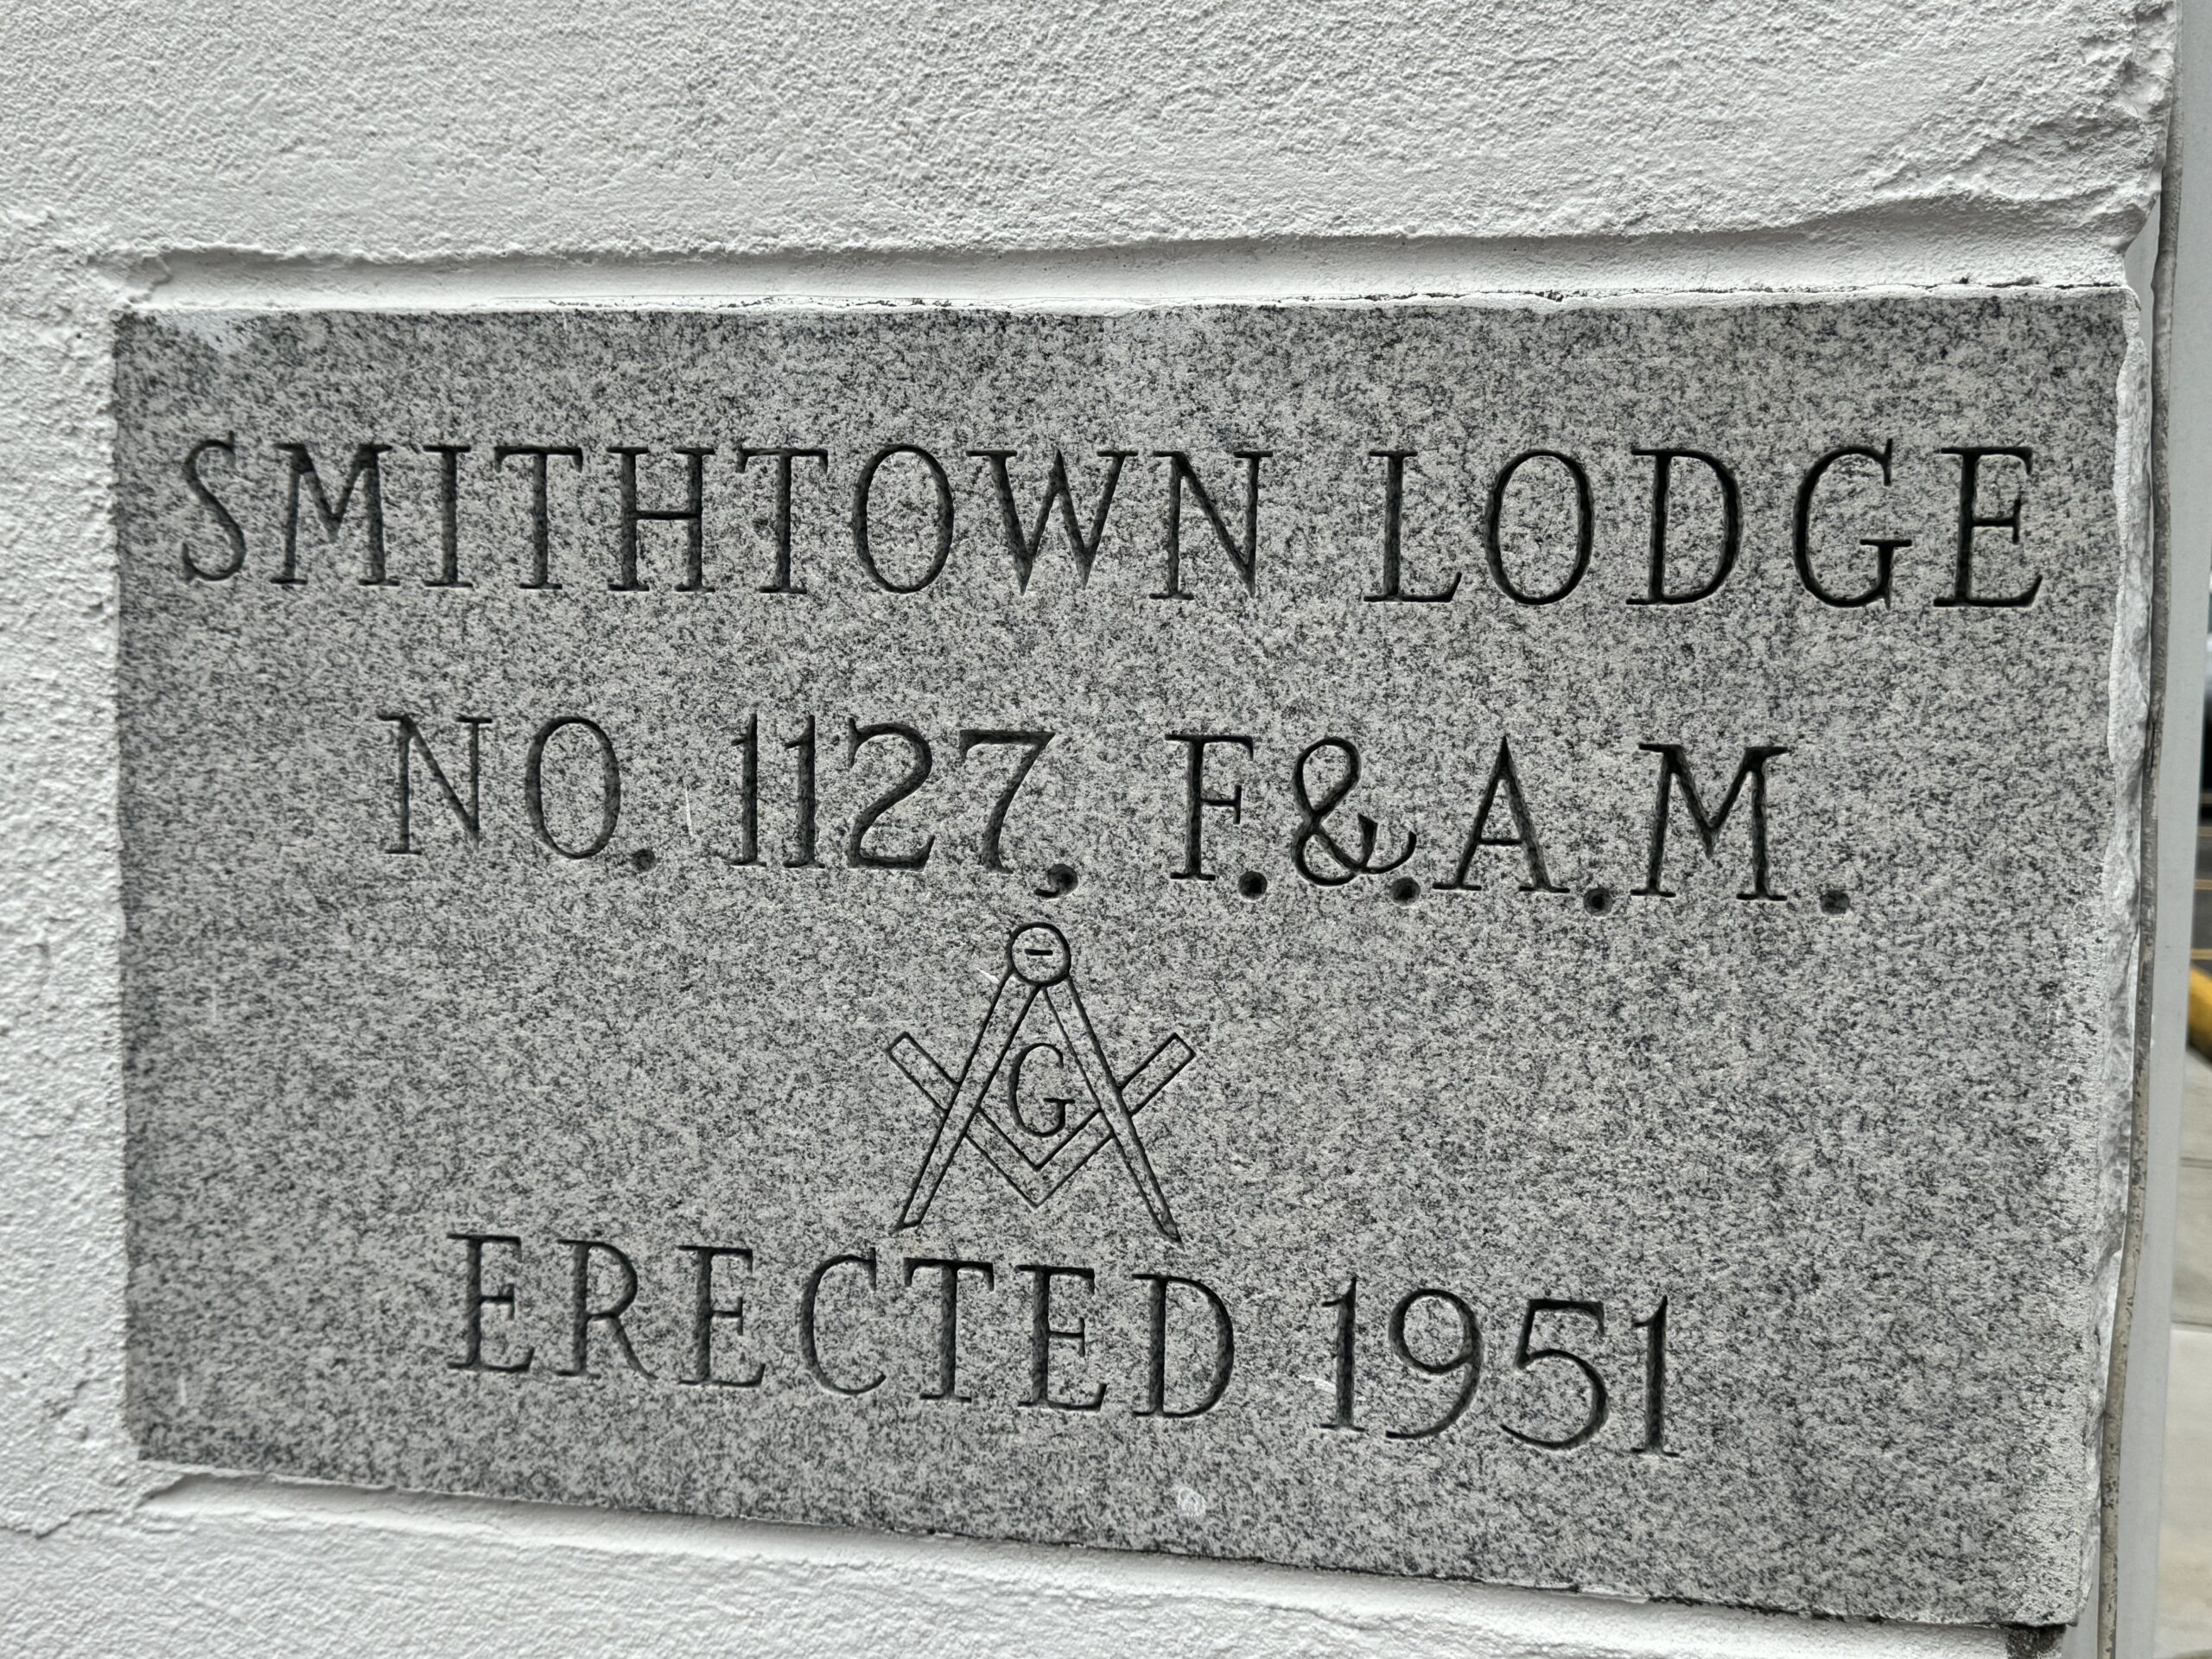 SMITHTOWN LODGE
NO. 1127, F.&.A.M.
G
ERECTED 1951